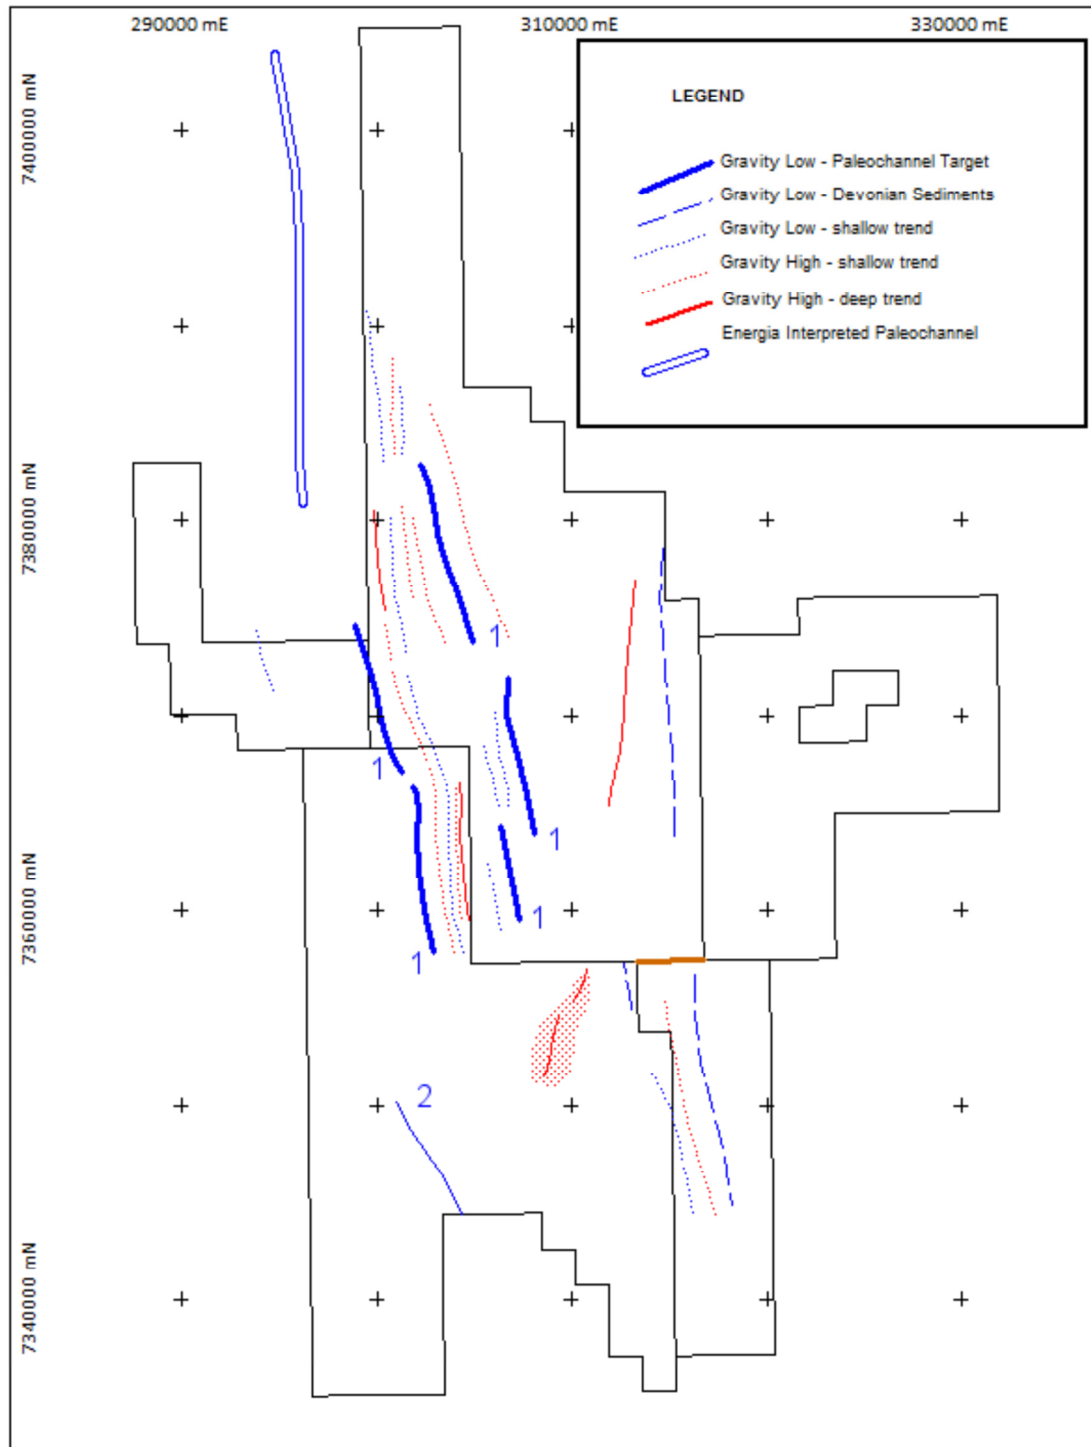 290000 mE
310000 mE
330000 mE
LEGEND
Gravity Low - Paleochannel Target
Gravity Low - Devonian Sediments
Gravity Low - shallow trend
Gravity High - shallow trend
Gravity High - deep trend
Energia Interpreted Paleochannel
7400000 mN
7380000 mN
1
1
1
7360000 mN
1
1
2
7340000 mN